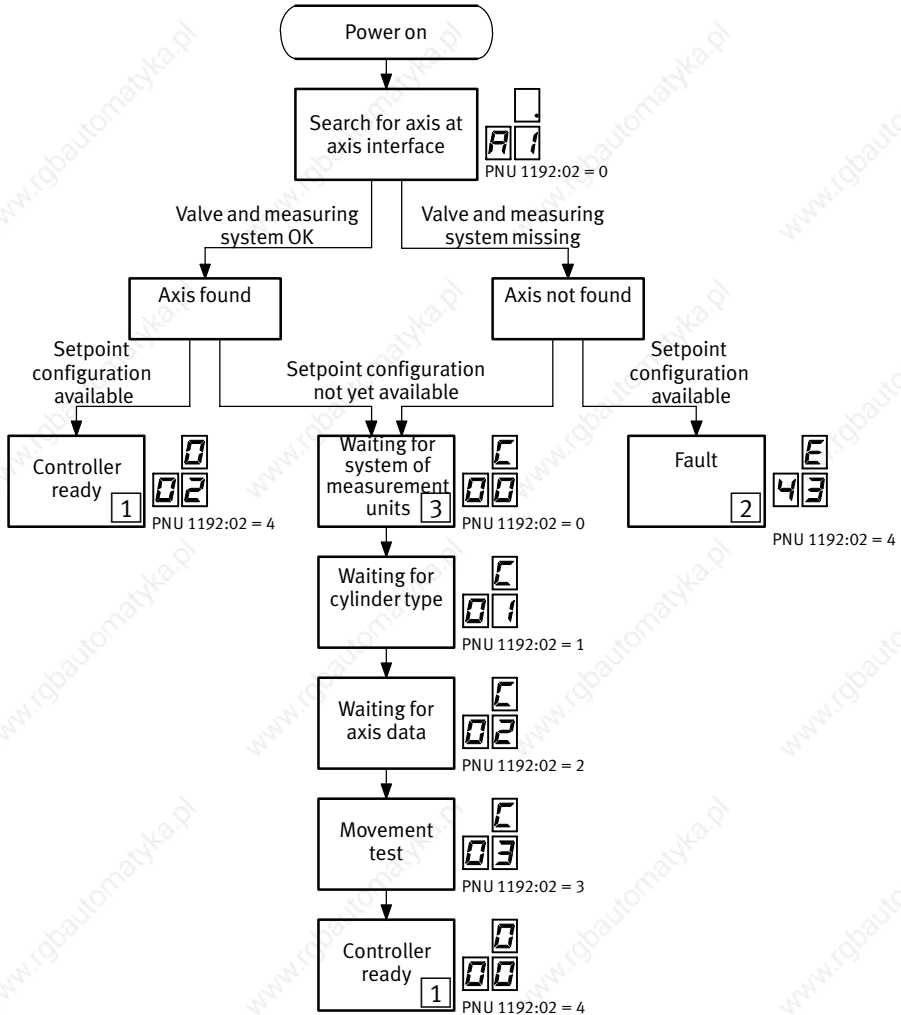 Power on
Search for axis at
axis interface
.
A1
PNU 1192:02 = 0
Valve and measuring
system OK
Valve and measuring
system missing
Axis found
Axis not found
Setpoint
configuration
available
Setpoint configuration
not yet available
Setpoint
configuration
available
Controller
ready
1
0
02
PNU 1192:02 = 4
Waiting for
system of
measurement
units
3
C
00
PNU 1192:02 = 0
Fault
2
E
43
PNU 1192:02 = 4
Waiting for
cylinder type
C
01
PNU 1192:02 = 1
Waiting for
axis data
C
02
PNU 1192:02 = 2
Movement
test
C
03
PNU 1192:02 = 3
Controller
ready
1
0
00
PNU 1192:02 = 4
www.rgbautomatyka.pl